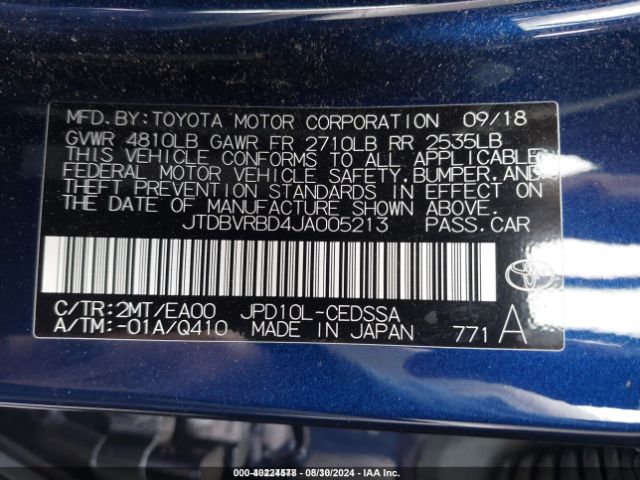 MFD.BY:TOYOTA MOTOR CORPORATION 09/18
GVWR 4810LB GAWR FR 2710LB RR 2535LB
THIS VEHICLE CONFORMS TO ALL APPLICABLE
FEDERAL MOTOR VEHICLE SAFETY,BUMPER,AND
THEFT PREVENTION STANDARDS IN EFFECT ON
THE DATE OF MANUFACTURE SHOWN ABOVE.
JTDBVRBD4JA005213 PASS.CAR
C/TR:2MT/EA00 JPD10L-CEDSSA
A/TM:-01A/Q410 MADE IN JAPAN 771 A
TOYOTA
08/30/2024 - IAA Inc.